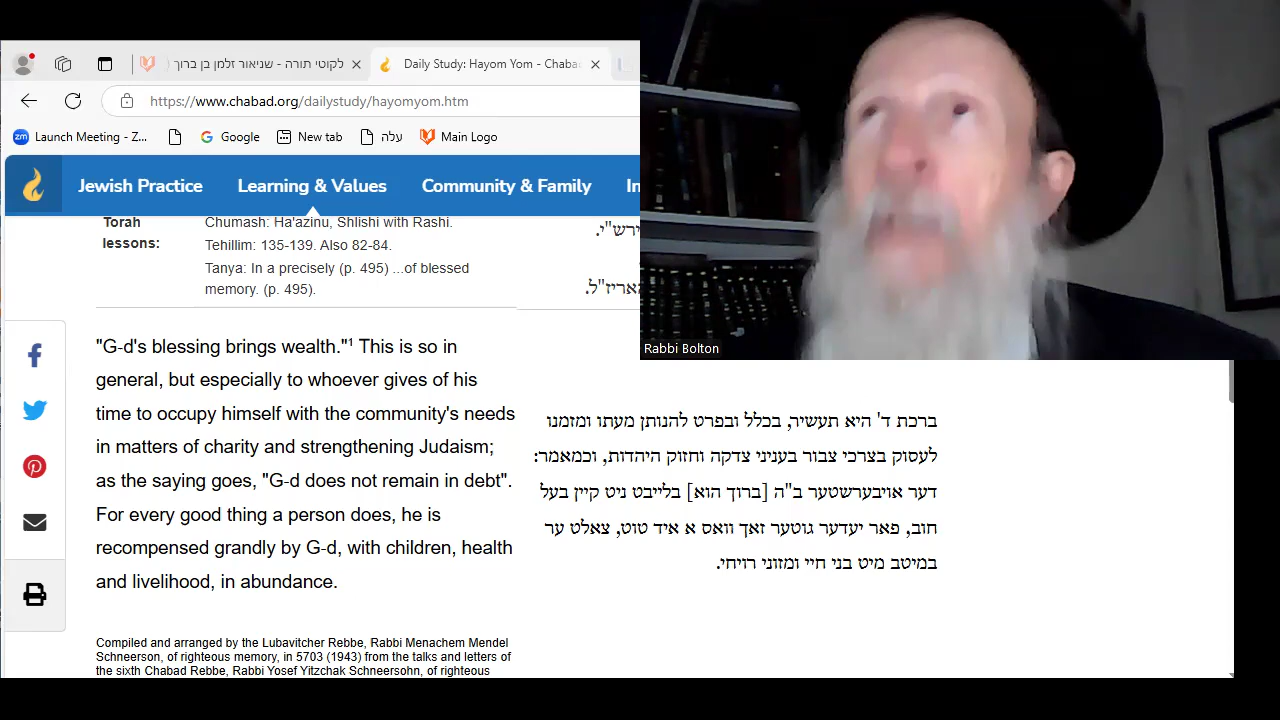 לקוטי תורה - שניאור זלמן בן ברוך
Daily Study: Hayom Yom - Chabad
https://www.chabad.org/dailystudy/hayomyom.htm
Launch Meeting - Z...
Google
New tab
עלה
Main Logo
Jewish Practice
Learning & Values
Community & Family
In
Torah
lessons:
Chumash: Ha'azinu, Shlishi with Rashi.
Tehillim: 135-139. Also 82-84.
Tanya: In a precisely (p. 495) ...of blessed
memory. (p. 495).
פירש"י.
האריז"ל.
"G-d's blessing brings wealth."¹ This is so in
general, but especially to whoever gives of his
time to occupy himself with the community's needs
in matters of charity and strengthening Judaism;
as the saying goes, "G-d does not remain in debt".
For every good thing a person does, he is
recompensed grandly by G-d, with children, health
and livelihood, in abundance.
ברכת ד' היא תעשיר, בכלל ובפרט להנותן מעתו ומזמנו
לעסוק בצרכי צבור בעניני צדקה וחזוק היהדות, וכמאמר:
דער אויבערשטער ב"ה [ברוך הוא] בלייבט ניט קיין בעל
חוב, פאר יעדער גוטער זאך וואס א איד טוט, צאלט ער
במיטב מיט בני חיי ומזוני רויחי.
Compiled and arranged by the Lubavitcher Rebbe, Rabbi Menachem Mendel
Schneerson, of righteous memory, in 5703 (1943) from the talks and letters of
the sixth Chabad Rebbe, Rabbi Yosef Yitzchak Schneersohn, of righteous
Rabbi Bolton